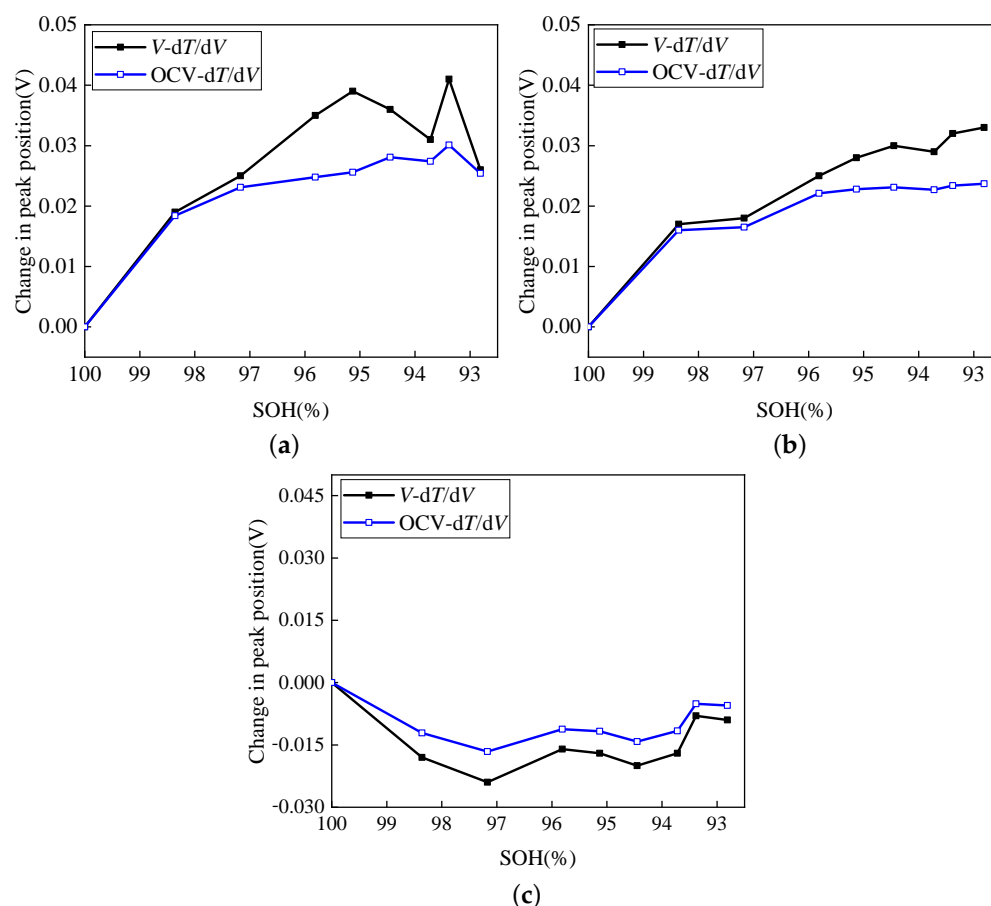 0.05
0.04
0.03
0.02
0.01
0.00
Change in peak position(V)
V-dT/dV
OCV-dT/dV
100 99 98 97 96 95 94 93
SOH(%)
(a)
0.05
0.04
0.03
0.02
0.01
0.00
Change in peak position(V)
V-dT/dV
OCV-dT/dV
100 99 98 97 96 95 94 93
SOH(%)
(b)
0.045
0.030
0.015
0.000
-0.015
-0.030
Change in peak position(V)
V-dT/dV
OCV-dT/dV
100 99 98 97 96 95 94 93
SOH(%)
(c)